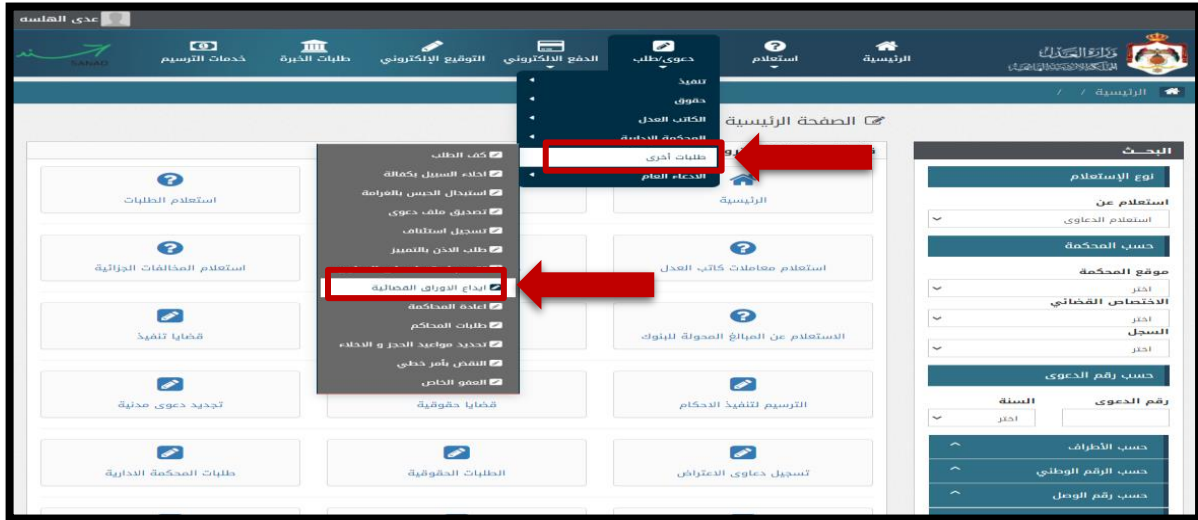 عدى الهلسه
وزارة العدل
الرئيسية
استعلام
دعوى/طلب
الدفع الالكتروني
التوقيع الإلكتروني
طلبات الخبرة
خدمات الترسيم
سند
SANAD
الرئيسية / /
تنفيذ
حقوق
الكاتب العدل
المحكمة الادارية
طلبات أخرى
الادعاء العام
كف الطلب
اخلاء السبيل بكفالة
استبدال الحبس بالغرامة
تصديق ملف دعوى
تسجيل استئناف
طلب الاذن بالتمييز
ايداع الاوراق القضائية
اعادة المحاكمة
طلبات المحاكم
تحديد مواعيد الحجز و الاخلاء
النقض بأمر خطي
العفو الخاص
الصفحة الرئيسية
البحـــث
نوع الإستعلام
استعلام عن
استعلام الدعاوى
حسب المحكمة
موقع المحكمة
اختر
الاختصاص القضائي
اختر
السجل
اختر
حسب رقم الدعوى
رقم الدعوى
السنة
اختر
حسب الأطراف
حسب الرقم الوطني
حسب رقم الوصل
الرئيسية
استعلام الطلبات
استعلام معاملات كاتب العدل
استعلام المخالفات الجزائية
الاستعلام عن المبالغ المحولة للبنوك
قضايا تنفيذ
الترسيم لتنفيذ الاحكام
قضايا حقوقية
تجديد دعوى مدنية
تسجيل دعاوى الاعتراض
الطلبات الحقوقية
طلبات المحكمة الادارية